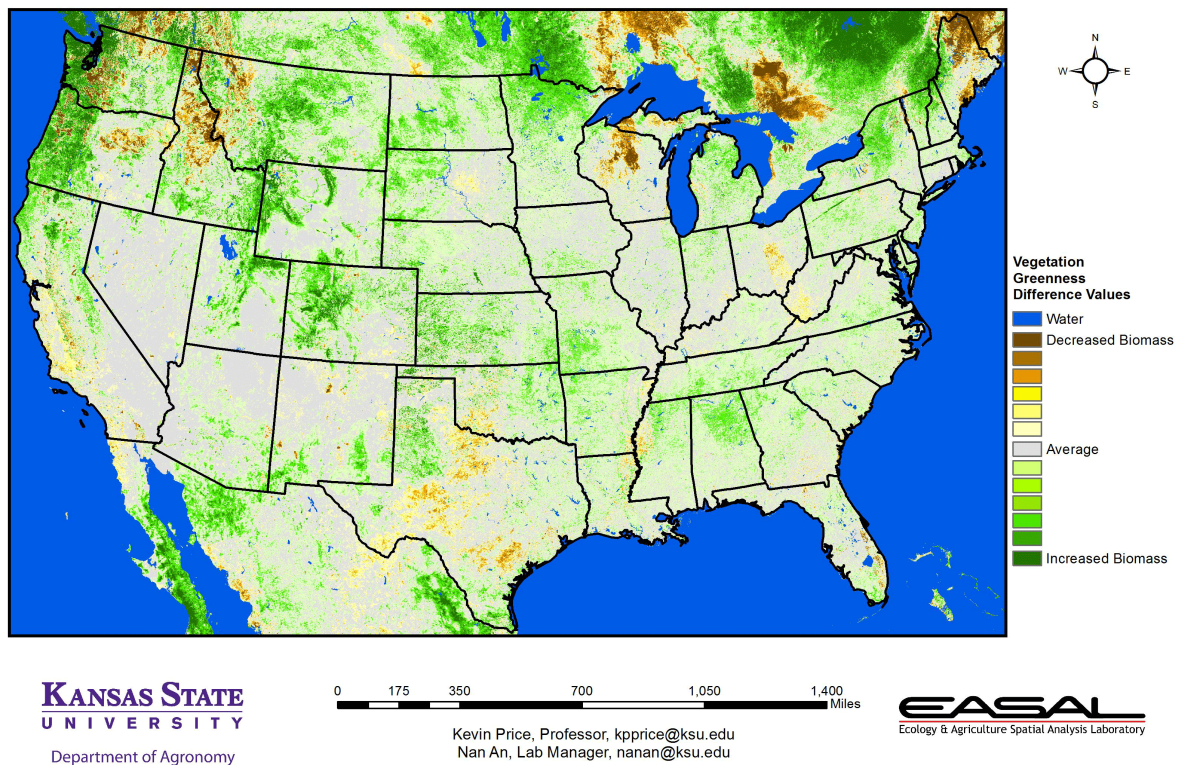 N
W
E
S
Vegetation
Greenness
Difference Values
Water
Decreased Biomass
Average
Increased Biomass
KANSAS STATE
UNIVERSITY
Department of Agronomy
0 175 350 700 1,050 1,400
Miles
Kevin Price, Professor, kpprice@ksu.edu
Nan An, Lab Manager, nanan@ksu.edu
EASAL
Ecology & Agriculture Spatial Analysis Laboratory